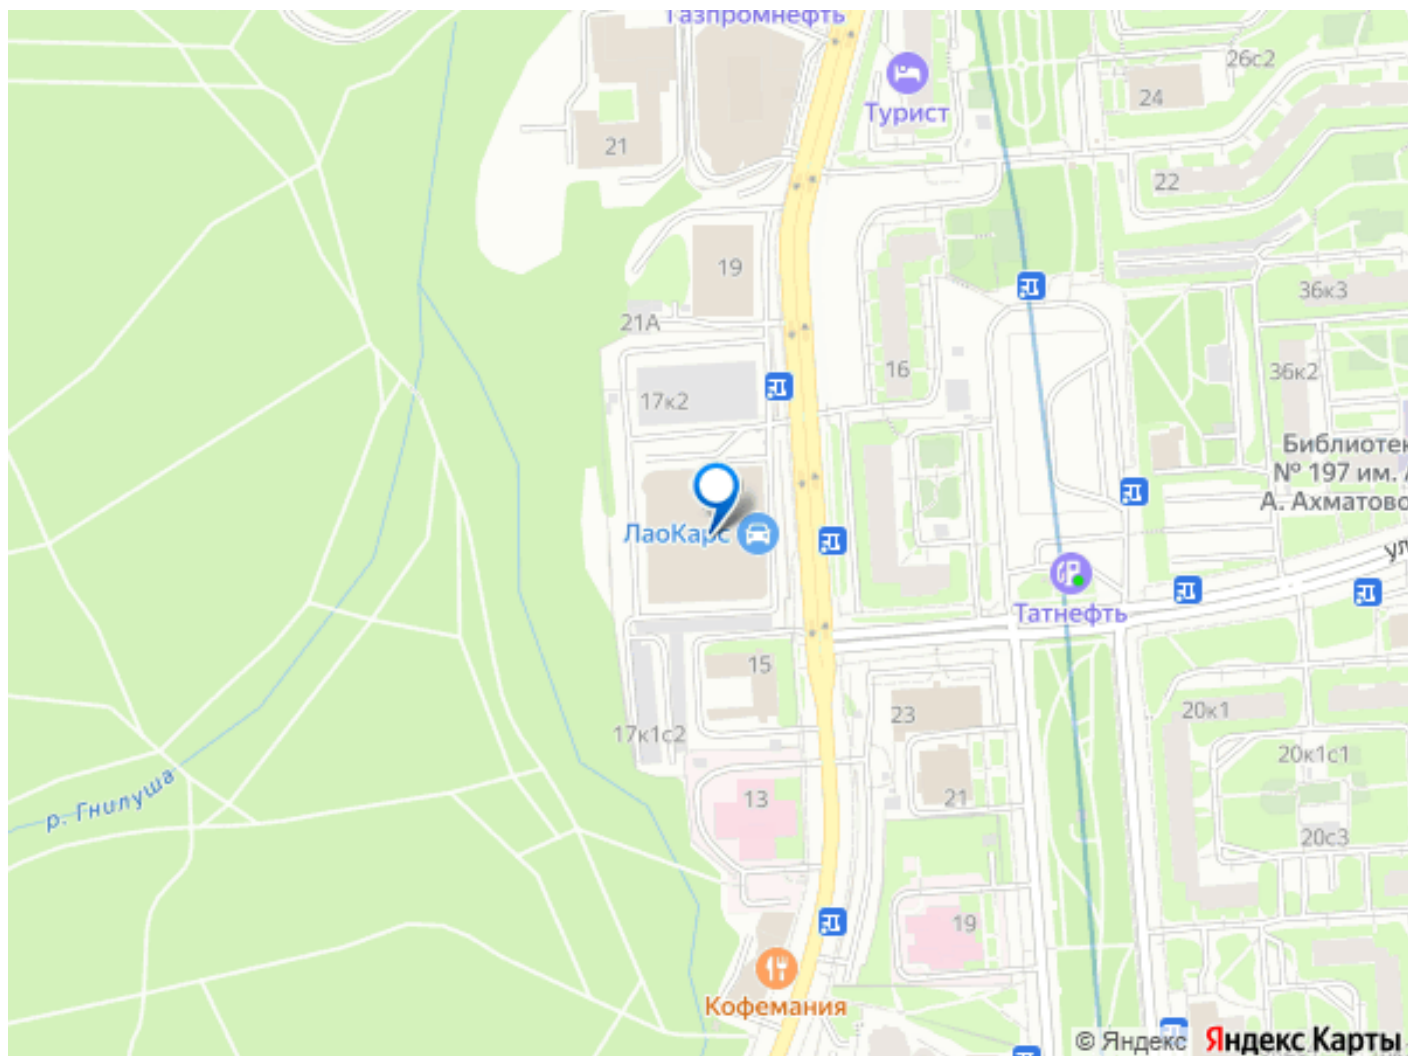 Газпромнефть
26с2
24
Турист
21
22
19
36к3
21А
16
36к2
17к2
Библиотек
№ 197 им. А
А. Ахматово
ЛаоКарс
ул
Татнефть
15
20к1
23
17к1с2
20к1с1
р. Гнилуша
13
21
20с3
19
Кофемания
© Яндекс Яндекс Карты